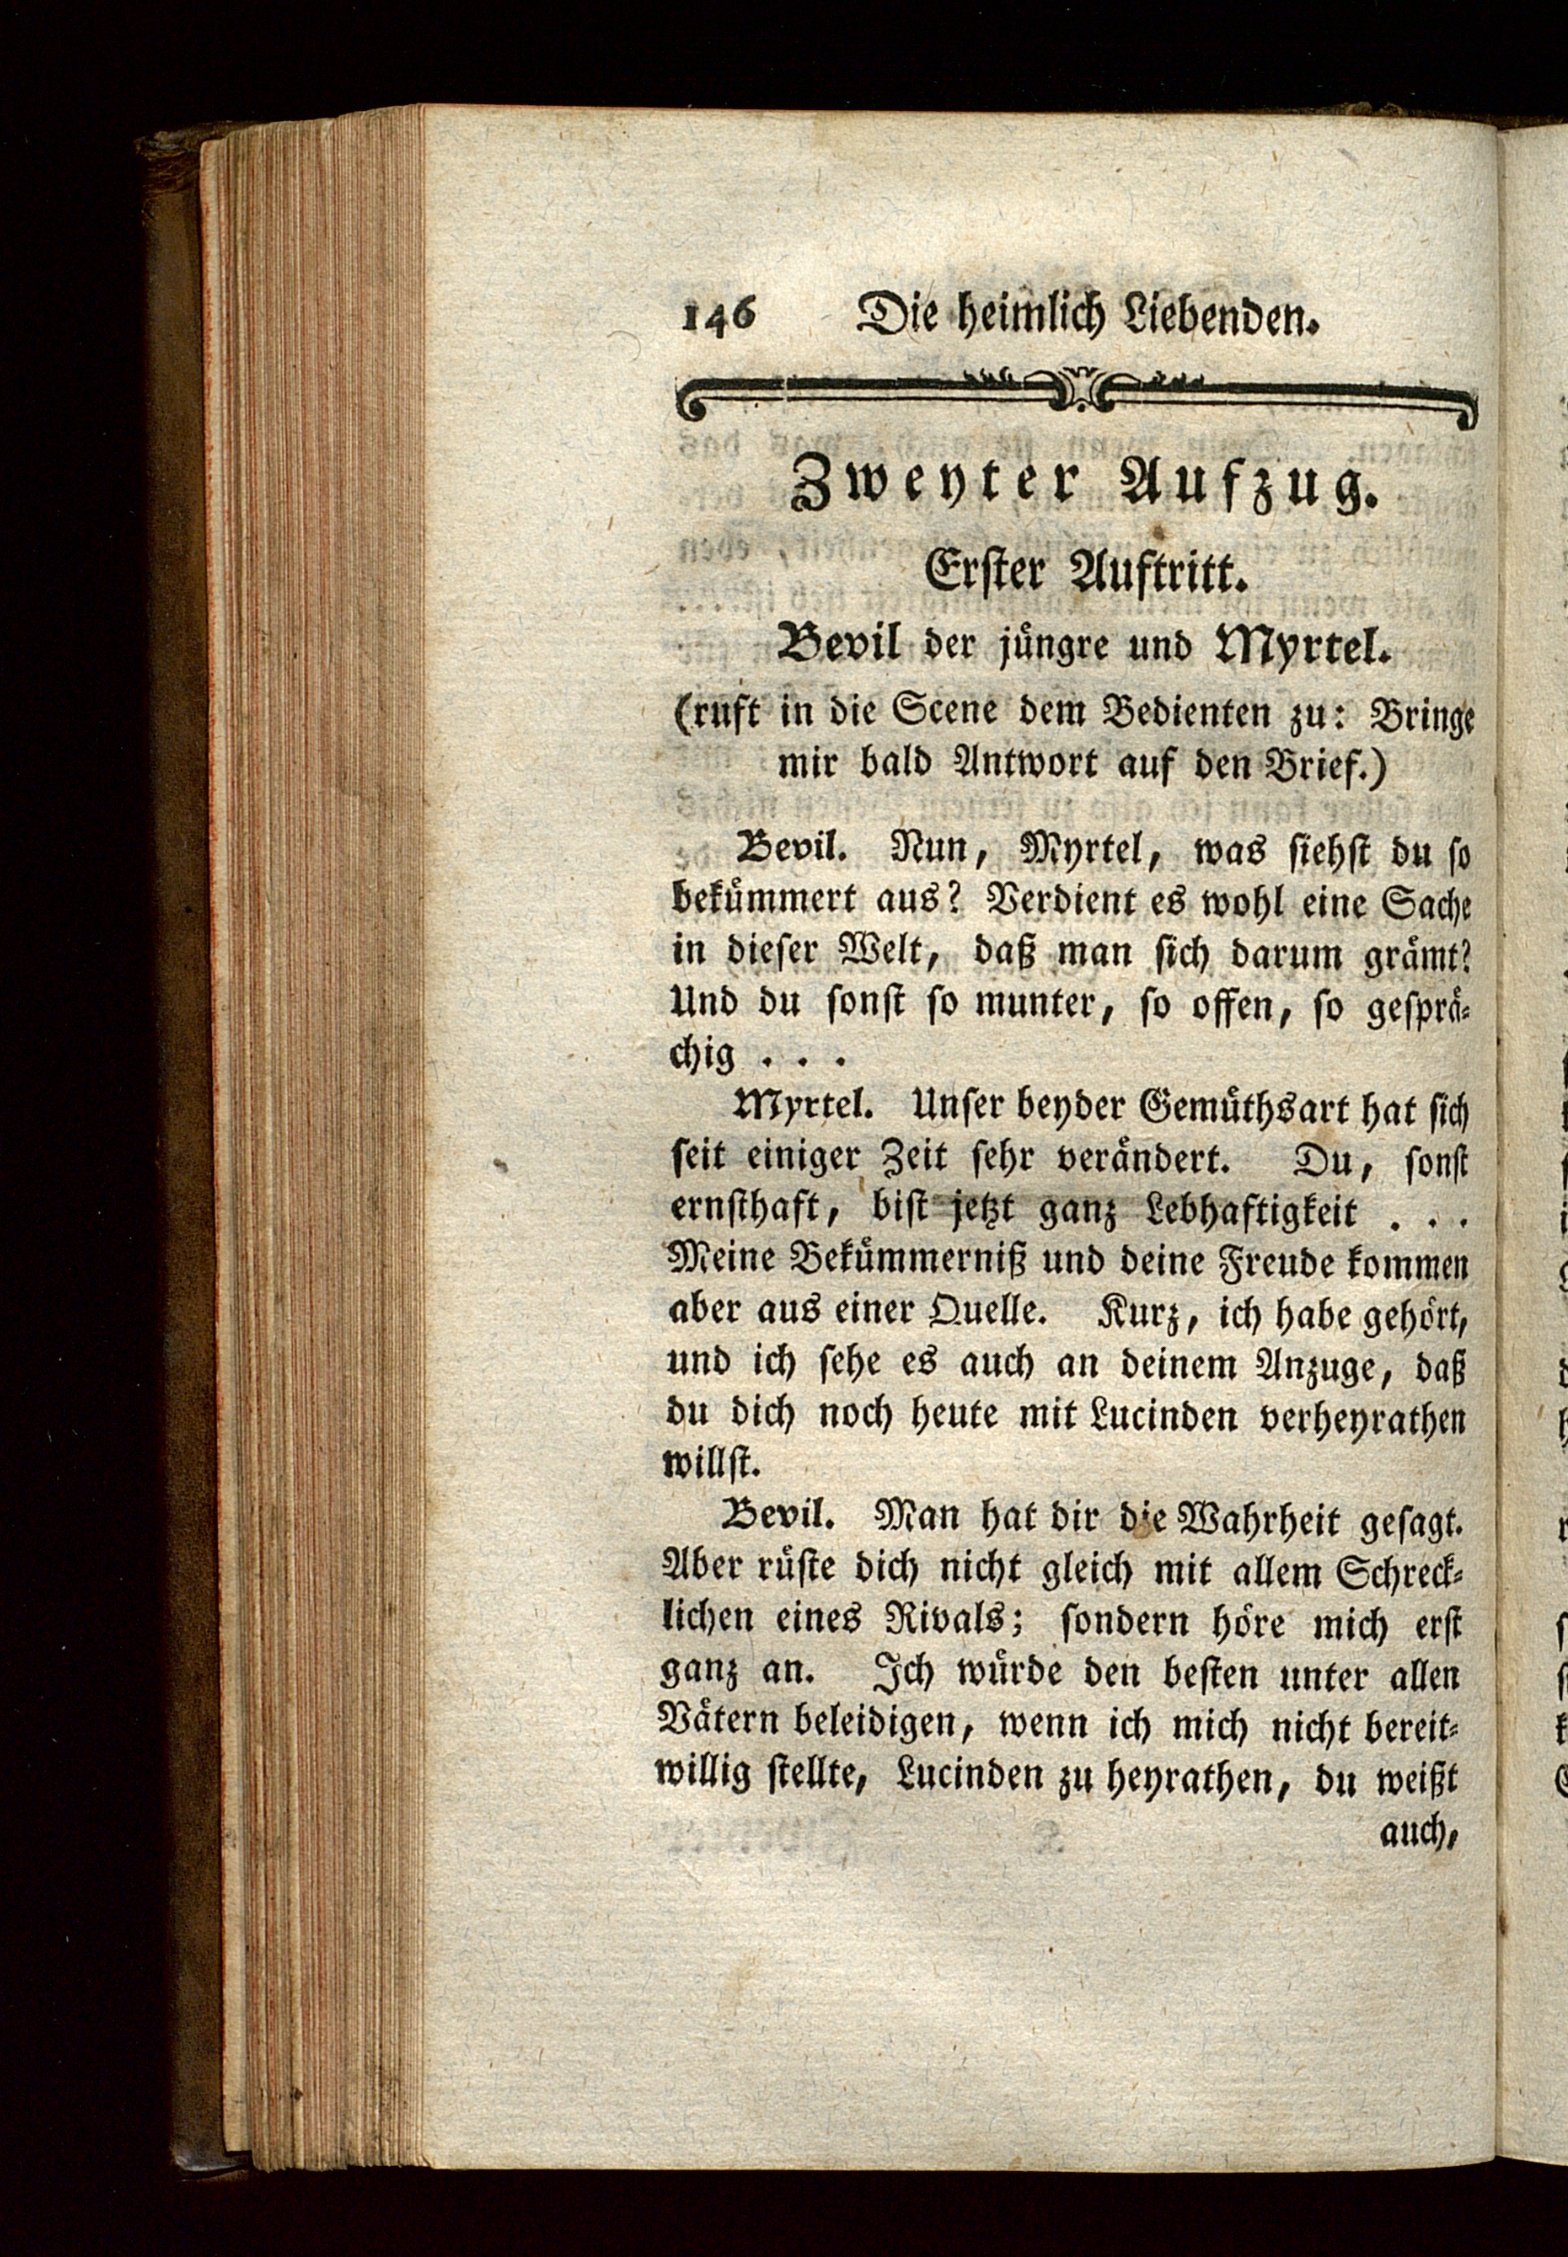 146 Die heimlich Liebenden.
Zweyter Aufzug.
Erster Auftritt.
Bevil der jüngre und Myrtel.
(ruft in die Scene dem Bedienten zu: Bringe
mir bald Antwort auf den Brief.)
Bevil. Nun, Myrtel, was siehst du so
bekümmert aus? Verdient es wohl eine Sache
in dieser Welt, daß man sich darum grämt?
Und du sonst so munter, so offen, so gesprä-
chig . . .
Myrtel. Unser beyder Gemüthsart hat sich
seit einiger Zeit sehr verändert. Du, sonst
ernsthaft, bist jetzt ganz Lebhaftigkeit . . .
Meine Bekümmerniß und deine Freude kommen
aber aus einer Quelle. Kurz, ich habe gehört,
und ich sehe es auch an deinem Anzuge, daß
du dich noch heute mit Lucinden verheyrathen
willst.
Bevil. Man hat dir die Wahrheit gesagt.
Aber rüste dich nicht gleich mit allem Schreck-
lichen eines Rivals; sondern höre mich erst
ganz an. Ich würde den besten unter allen
Vätern beleidigen, wenn ich mich nicht bereit-
willig stellte, Lucinden zu heyrathen, du weißt
auch,